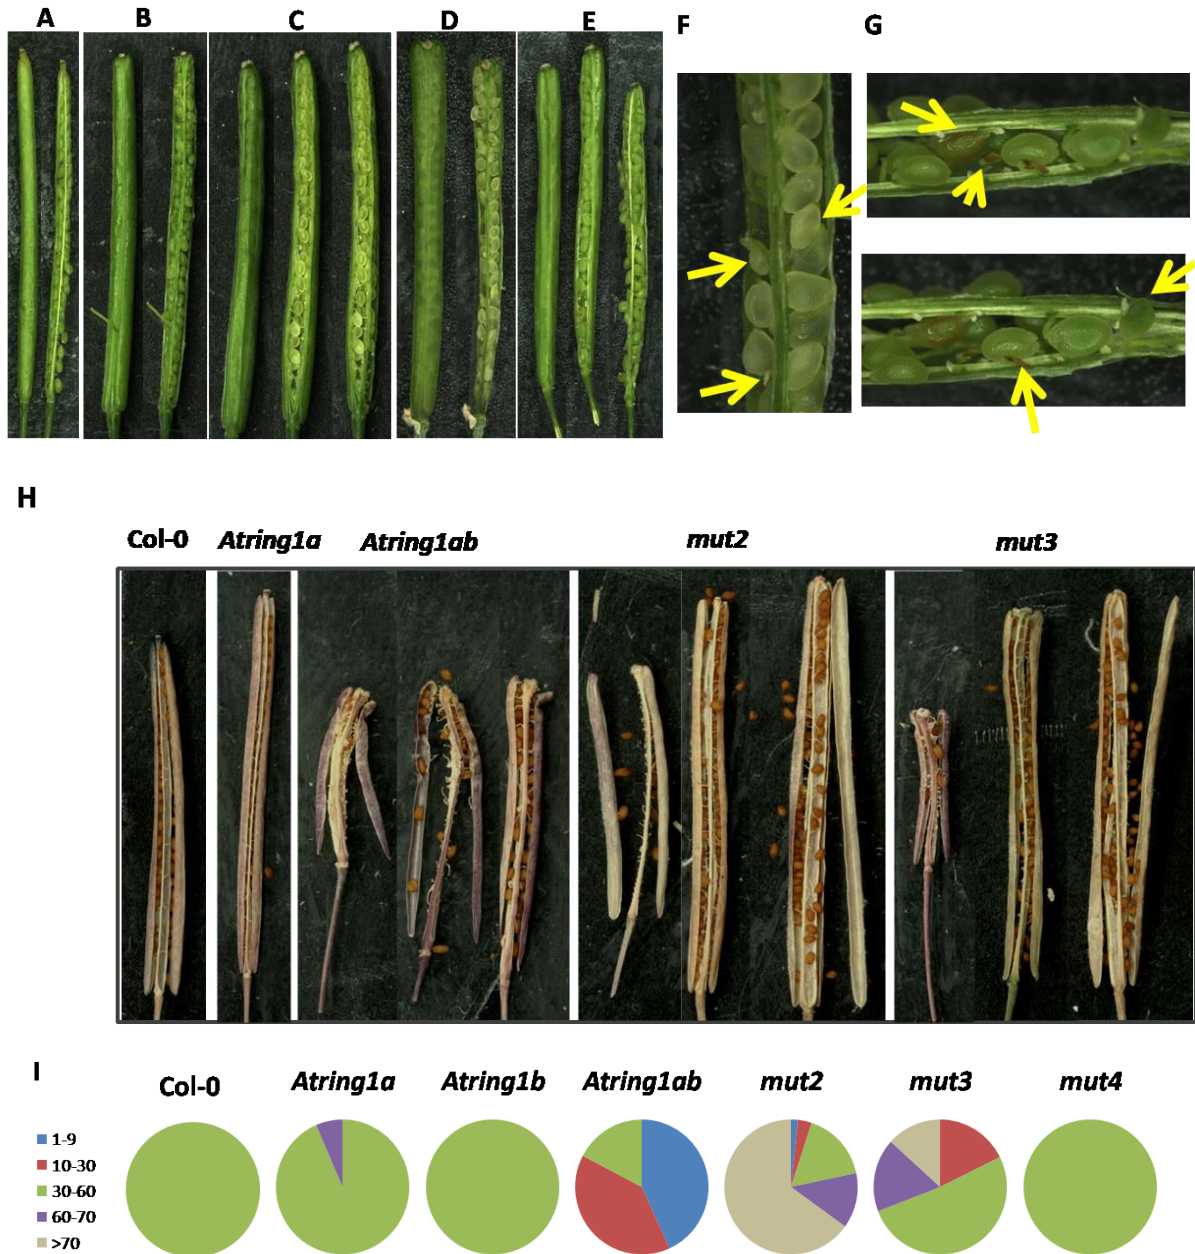 A B C D E F G
H
Col-0 Atring1a Atring1ab mut2 mut3
I
Col-0 Atring1a Atring1b Atring1ab mut2 mut3 mut4
1-9
10-30
30-60
60-70
>70